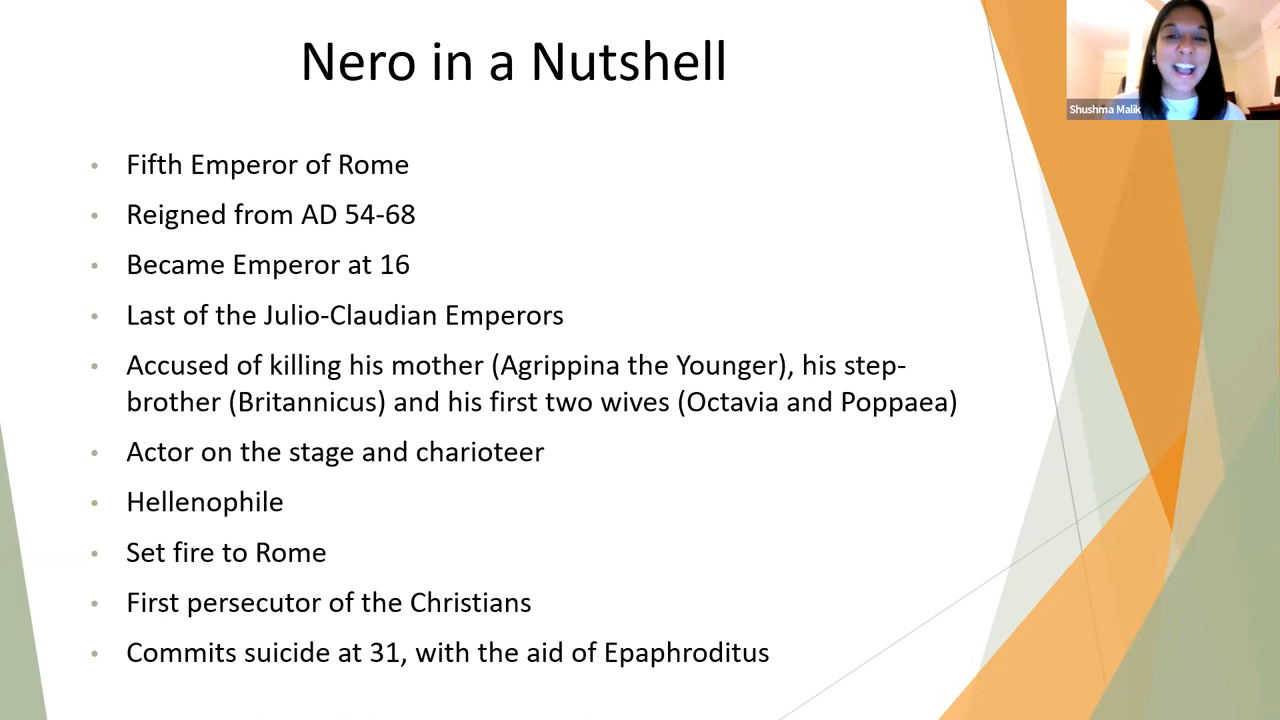 Nero in a Nutshell
Shushma Malik
• Fifth Emperor of Rome
• Reigned from AD 54-68
• Became Emperor at 16
• Last of the Julio-Claudian Emperors
• Accused of killing his mother (Agrippina the Younger), his step-
brother (Britannicus) and his first two wives (Octavia and Poppaea)
• Actor on the stage and charioteer
• Hellenophile
• Set fire to Rome
• First persecutor of the Christians
• Commits suicide at 31, with the aid of Epaphroditus